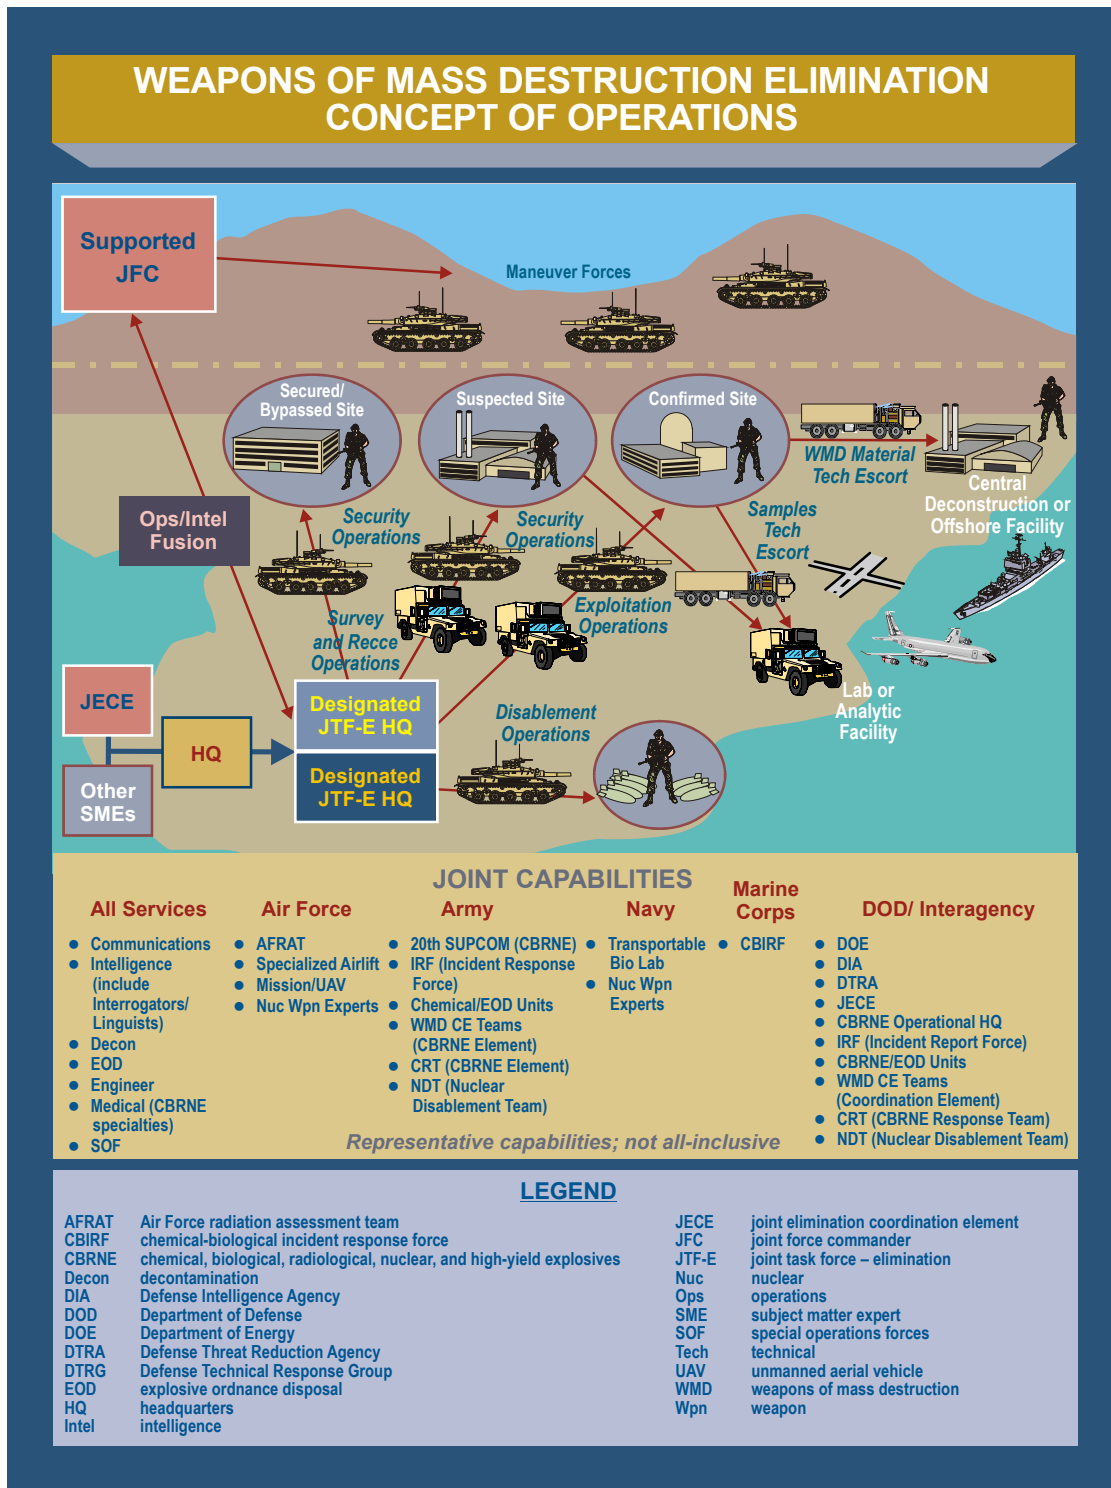 WEAPONS OF MASS DESTRUCTION ELIMINATION
CONCEPT OF OPERATIONS
Supported
JFC
Maneuver Forces
Secured/
Bypassed Site
Suspected Site
Confirmed Site
WMD Material
Tech Escort
Central
Deconstruction or
Offshore Facility
Ops/Intel
Fusion
Security
Operations
Security
Operations
Samples
Tech
Escort
Survey
and Recce
Operations
Exploitation
Operations
JECE
HQ
Other
SMEs
Designated
JTF-E HQ
Designated
JTF-E HQ
Disablement
Operations
Lab or
Analytic
Facility
JOINT CAPABILITIES
All Services
● Communications
● Intelligence
(include
Interrogators/
Linguists)
● Decon
● EOD
● Engineer
● Medical (CBRNE
specialties)
● SOF
Air Force
● AFRAT
● Specialized Airlift
● Mission/UAV
● Nuc Wpn Experts
Army
● 20th SUPCOM (CBRNE)
● IRF (Incident Response
Force)
● Chemical/EOD Units
● WMD CE Teams
(CBRNE Element)
● CRT (CBRNE Element)
● NDT (Nuclear
Disablement Team)
Navy
● Transportable
Bio Lab
● Nuc Wpn
Experts
Marine
Corps
● CBIRF
DOD/ Interagency
● DOE
● DIA
● DTRA
● JECE
● CBRNE Operational HQ
● IRF (Incident Report Force)
● CBRNE/EOD Units
● WMD CE Teams
(Coordination Element)
● CRT (CBRNE Response Team)
● NDT (Nuclear Disablement Team)
Representative capabilities; not all-inclusive
LEGEND
AFRAT Air Force radiation assessment team
CBIRF chemical-biological incident response force
CBRNE chemical, biological, radiological, nuclear, and high-yield explosives
Decon decontamination
DIA Defense Intelligence Agency
DOD Department of Defense
DOE Department of Energy
DTRA Defense Threat Reduction Agency
DTRG Defense Technical Response Group
EOD explosive ordnance disposal
HQ headquarters
Intel intelligence
JECE joint elimination coordination element
JFC joint force commander
JTF-E joint task force – elimination
Nuc nuclear
Ops operations
SME subject matter expert
SOF special operations forces
Tech technical
UAV unmanned aerial vehicle
WMD weapons of mass destruction
Wpn weapon